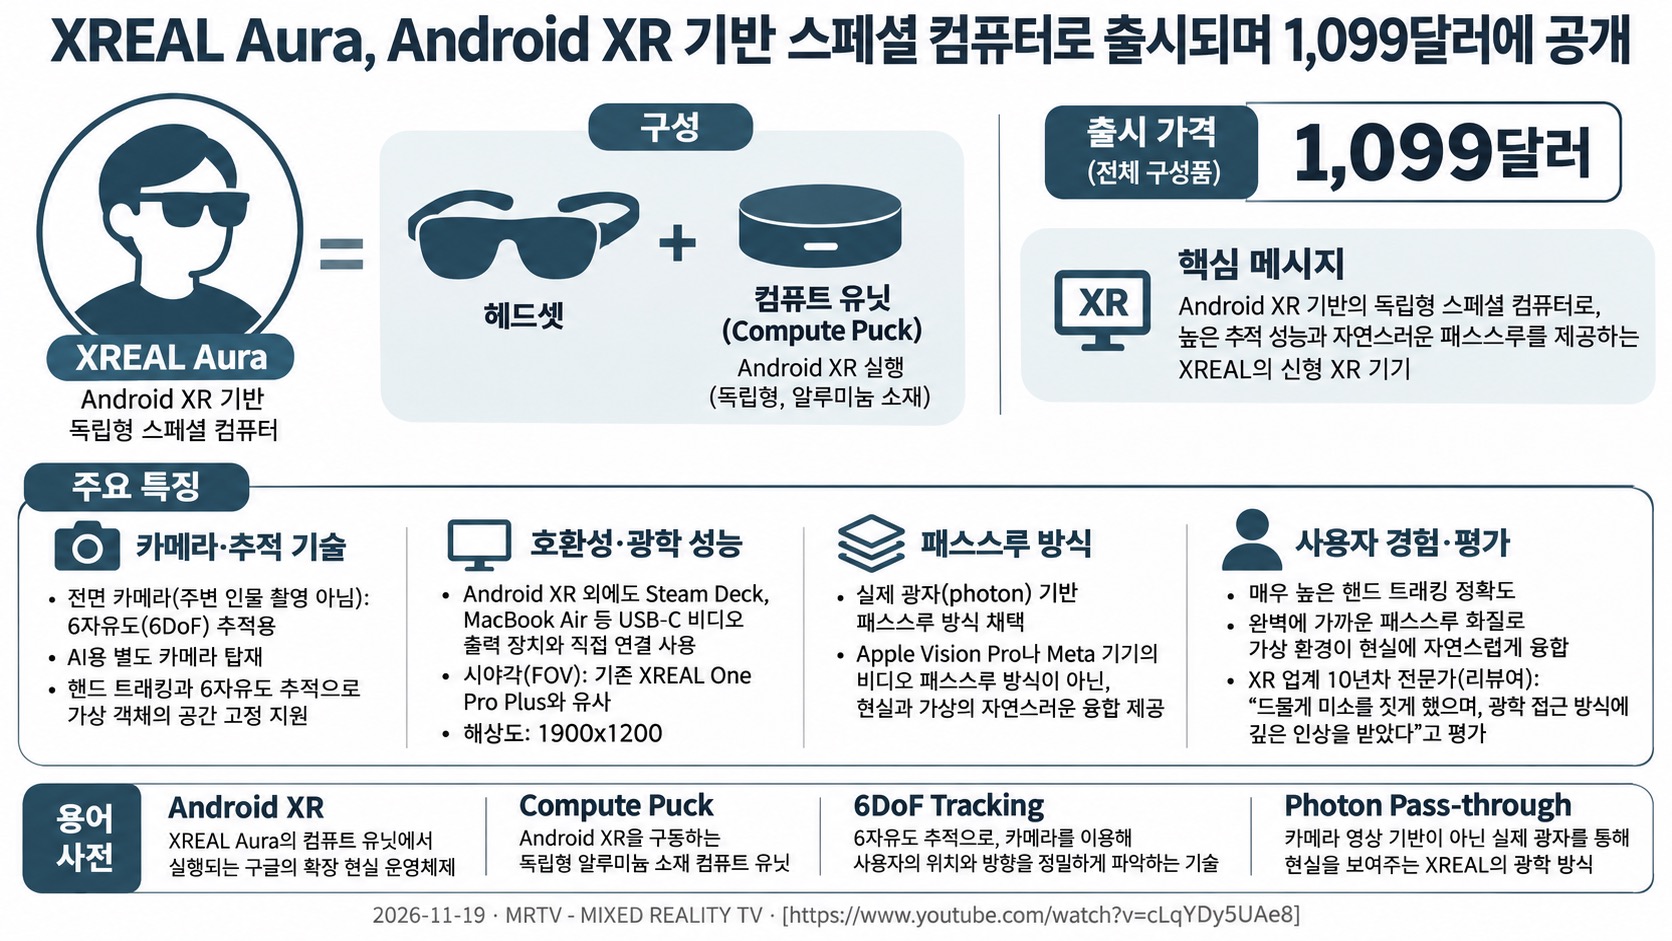 XREAL Aura, Android XR 기반 스페셜 컴퓨터로 출시되며 1,099달러에 공개
XREAL Aura
Android XR 기반
독립형 스페셜 컴퓨터
=
구성
헤드셋
+
컴퓨트 유닛
(Compute Puck)
Android XR 실행
(독립형, 알루미늄 소재)
출시 가격
(전체 구성품)
1,099달러
XR
핵심 메시지
Android XR 기반의 독립형 스페셜 컴퓨터로,
높은 추적 성능과 자연스러운 패스스루를 제공하는
XREAL의 신형 XR 기기
주요 특징
카메라·추적 기술
• 전면 카메라(주변 인물 촬영 아님):
6자유도(6DoF) 추적용
• AI용 별도 카메라 탑재
• 핸드 트래킹과 6자유도 추적으로
가상 객체의 공간 고정 지원
호환성·광학 성능
• Android XR 외에도 Steam Deck,
MacBook Air 등 USB-C 비디오
출력 장치와 직접 연결 사용
• 시야각(FOV): 기존 XREAL One
Pro Plus와 유사
• 해상도: 1900x1200
패스스루 방식
• 실제 광자(photon) 기반
패스스루 방식 채택
• Apple Vision Pro나 Meta 기기의
비디오 패스스루 방식이 아닌,
현실과 가상의 자연스러운 융합 제공
사용자 경험·평가
• 매우 높은 핸드 트래킹 정확도
• 완벽에 가까운 패스스루 화질로
가상 환경이 현실에 자연스럽게 융합
• XR 업계 10년차 전문가(리뷰어):
“드물게 미소를 짓게 했으며, 광학 접근 방식에
깊은 인상을 받았다”고 평가
용어
사전
Android XR
XREAL Aura의 컴퓨트 유닛에서
실행되는 구글의 확장 현실 운영체제
Compute Puck
Android XR을 구동하는
독립형 알루미늄 소재 컴퓨트 유닛
6DoF Tracking
6자유도 추적으로, 카메라를 이용해
사용자의 위치와 방향을 정밀하게 파악하는 기술
Photon Pass-through
카메라 영상 기반이 아닌 실제 광자를 통해
현실을 보여주는 XREAL의 광학 방식
2026-11-19 · MRTV - MIXED REALITY TV · [https://www.youtube.com/watch?v=cLqYDy5UAe8]